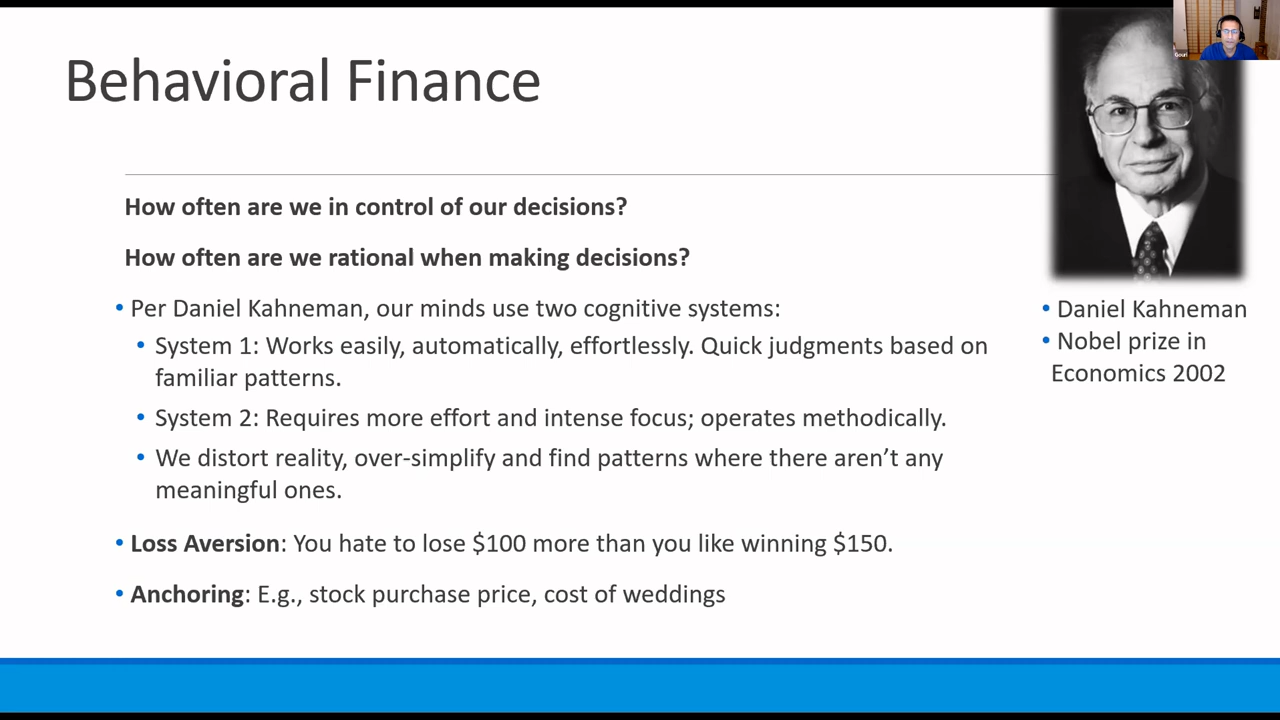 Behavioral Finance
How often are we in control of our decisions?
How often are we rational when making decisions?
• Per Daniel Kahneman, our minds use two cognitive systems:
• System 1: Works easily, automatically, effortlessly. Quick judgments based on
familiar patterns.
• System 2: Requires more effort and intense focus; operates methodically.
• We distort reality, over-simplify and find patterns where there aren’t any
meaningful ones.
• Loss Aversion: You hate to lose $100 more than you like winning $150.
• Anchoring: E.g., stock purchase price, cost of weddings
• Daniel Kahneman
• Nobel prize in
Economics 2002